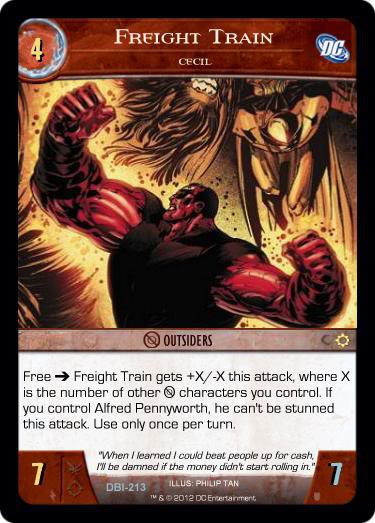 4
FREIGHT TRAIN
CECIL
DC
OUTSIDERS
C
Free ➔ Freight Train gets +X/-X this attack, where X
is the number of other characters you control. If
you control Alfred Pennyworth, he can't be stunned
this attack. Use only once per turn.
"When I learned I could beat people up for cash,
I'll be damned if the money didn't start rolling in."
7
DBI-213
ILLUS: PHILIP TAN
7
™ & © 2012 DC Entertainment